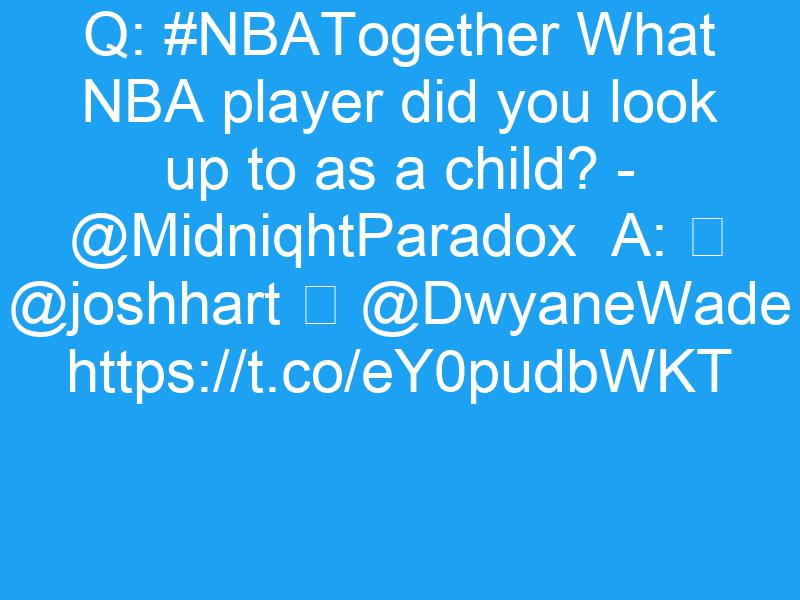 Q: #NBATogether What
NBA player did you look
up to as a child? -
@MidniqhtParadox  A: 
@joshhart  @DwyaneWade
https://t.co/eY0pudbWKT